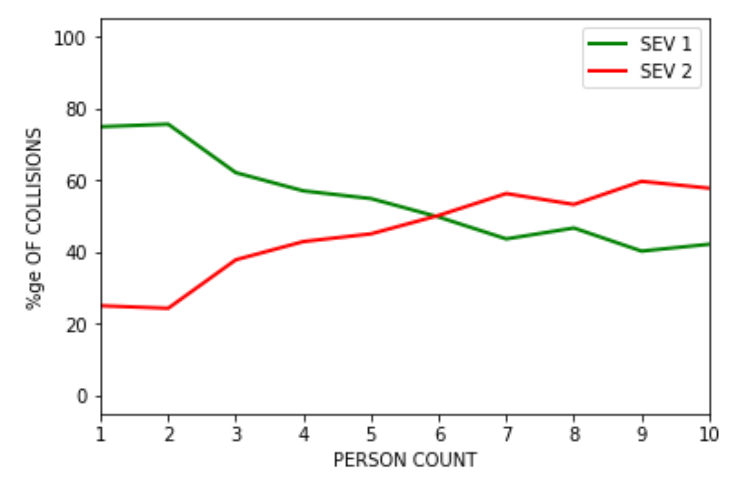 100
80
60
40
20
0
%ge OF COLLISIONS
SEV 1
SEV 2
1 2 3 4 5 6 7 8 9 10
PERSON COUNT